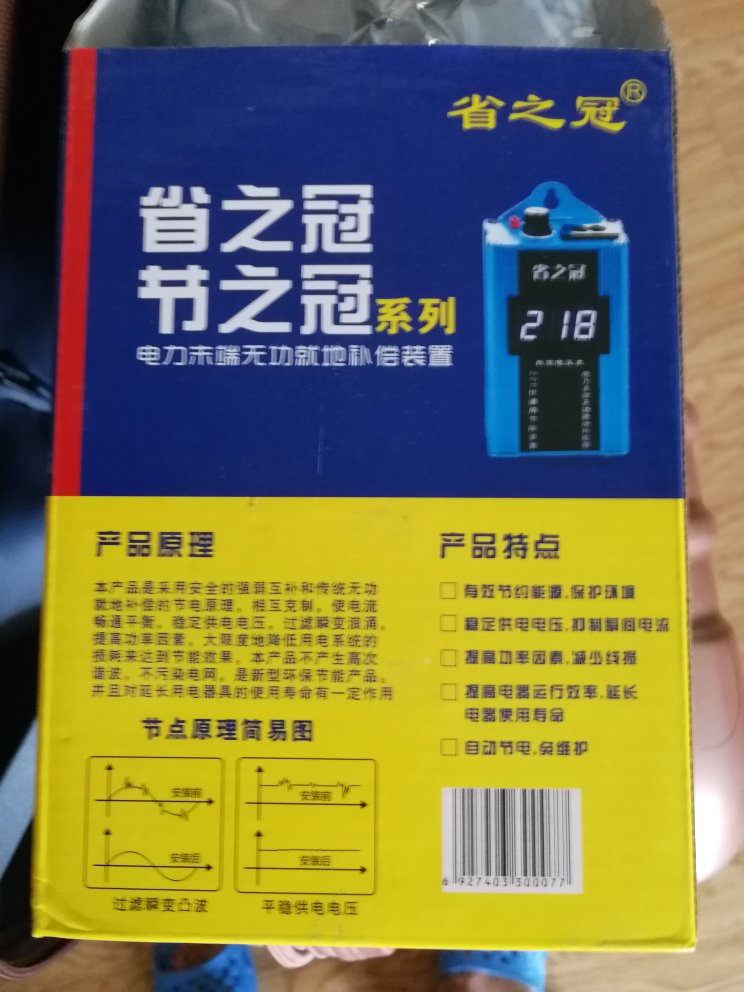 省之冠®
省之冠
节之冠系列
电力末端无功就地补偿装置
省之冠
218
产品原理
本产品是采用安全的强弱互补和传统无功
就地补偿的节电原理。相互克制。使电流
畅通平衡。稳定供电电压。过滤瞬变浪涌。
提高功率因素。大限度地降低用电系统的
损耗来达到节能效果。本产品不产生高次
谐波。不污染电网。是新型环保节能产品。
并且对延长用电器具的使用寿命有一定作用
节点原理简易图
安装前
安装后
过滤瞬变凸波
安装前
安装后
平稳供电电压
产品特点
有效节约能源,保护环境
稳定供电电压,抑制瞬间电流
提高功率因素,减少线损
提高电器运行效率,延长
电器使用寿命
自动节电,免维护
6 927403 300077